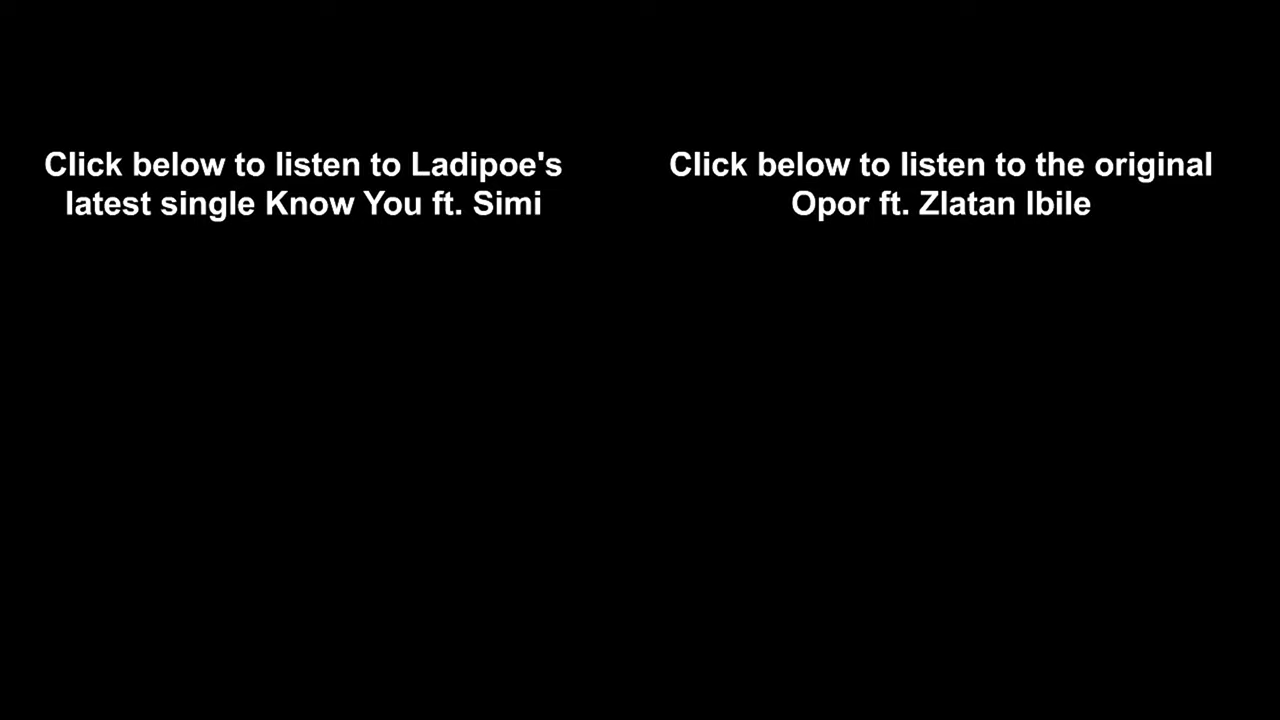 Click below to listen to Ladipoe's
latest single Know You ft. Simi
Click below to listen to the original
Opor ft. Zlatan Ibile